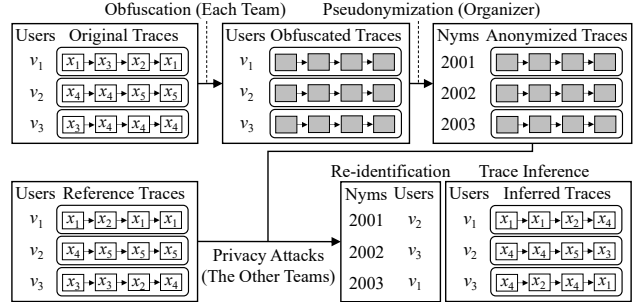 Obfuscation (Each Team) Pseudonymization (Organizer)
Users Original Traces Users Obfuscated Traces Nyms Anonymized Traces
v1 x1 x3 x2 x1 v1 2001
v2 x4 x4 x5 x5 v2 2002
v3 x3 x4 x4 x4 v3 2003
Re-identification Trace Inference
Users Reference Traces Nyms Users Users Inferred Traces
v1 x1 x2 x1 x1 2001 v2 v1 x1 x1 x2 x4
v2 x4 x5 x5 x5 2002 v3 v2 x4 x4 x5 x3
v3 x3 x3 x2 x4 2003 v1 v3 x4 x2 x4 x1
Privacy Attacks
(The Other Teams)